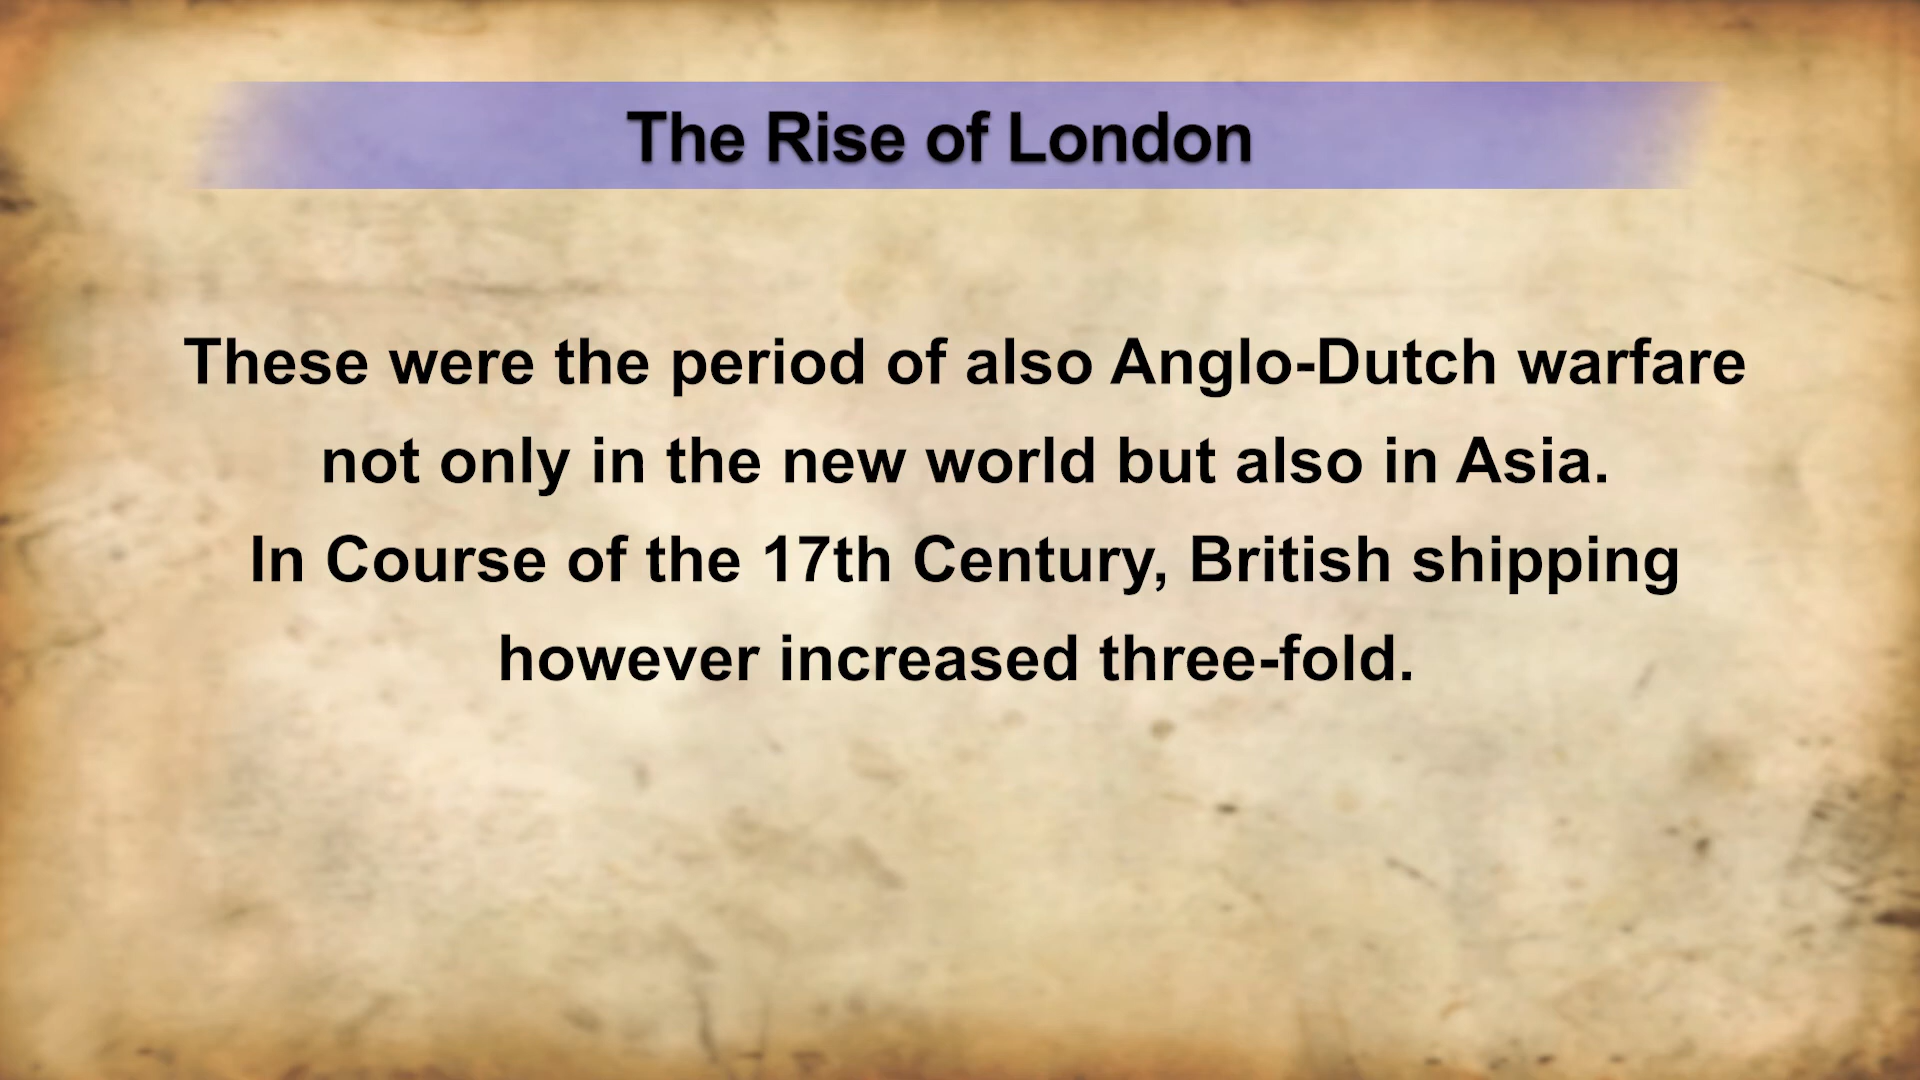 The Rise of London
These were the period of also Anglo-Dutch warfare
not only in the new world but also in Asia.
In Course of the 17th Century, British shipping
however increased three-fold.